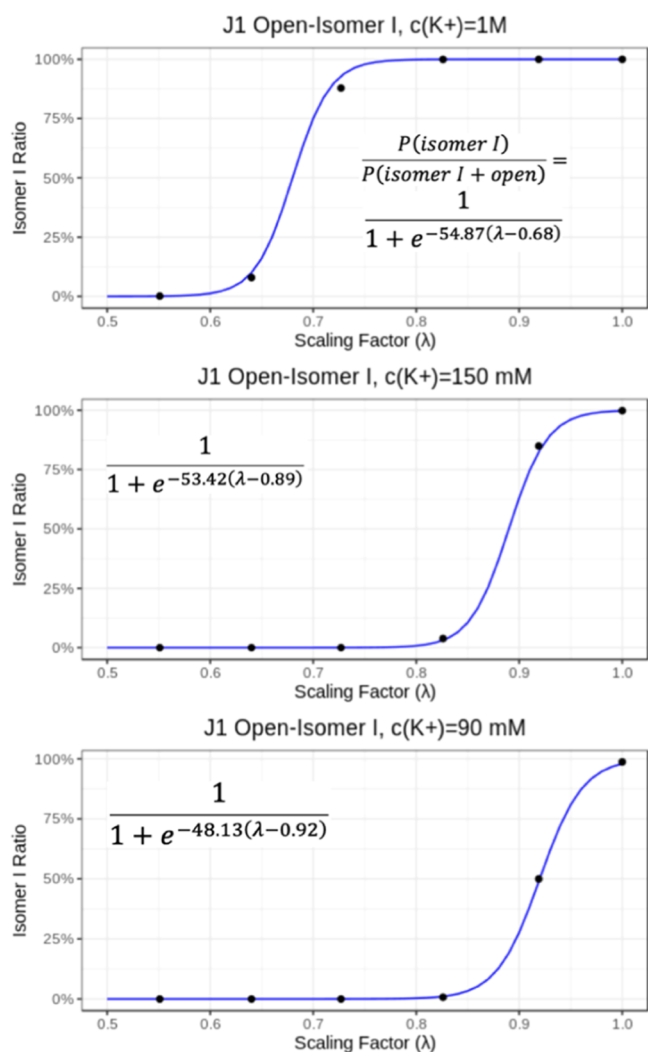 J1 Open-Isomer I, c(K+)=1M
100%
75%
50%
25%
0%
Isomer I Ratio
P(isomer I)
P(isomer I + open)
=
1
1 + e^−54.87(λ−0.68)
0.5 0.6 0.7 0.8 0.9 1.0
Scaling Factor (λ)
J1 Open-Isomer I, c(K+)=150 mM
100%
75%
50%
25%
0%
Isomer I Ratio
1
1 + e^−53.42(λ−0.89)
0.5 0.6 0.7 0.8 0.9 1.0
Scaling Factor (λ)
J1 Open-Isomer I, c(K+)=90 mM
100%
75%
50%
25%
0%
Isomer I Ratio
1
1 + e^−48.13(λ−0.92)
0.5 0.6 0.7 0.8 0.9 1.0
Scaling Factor (λ)